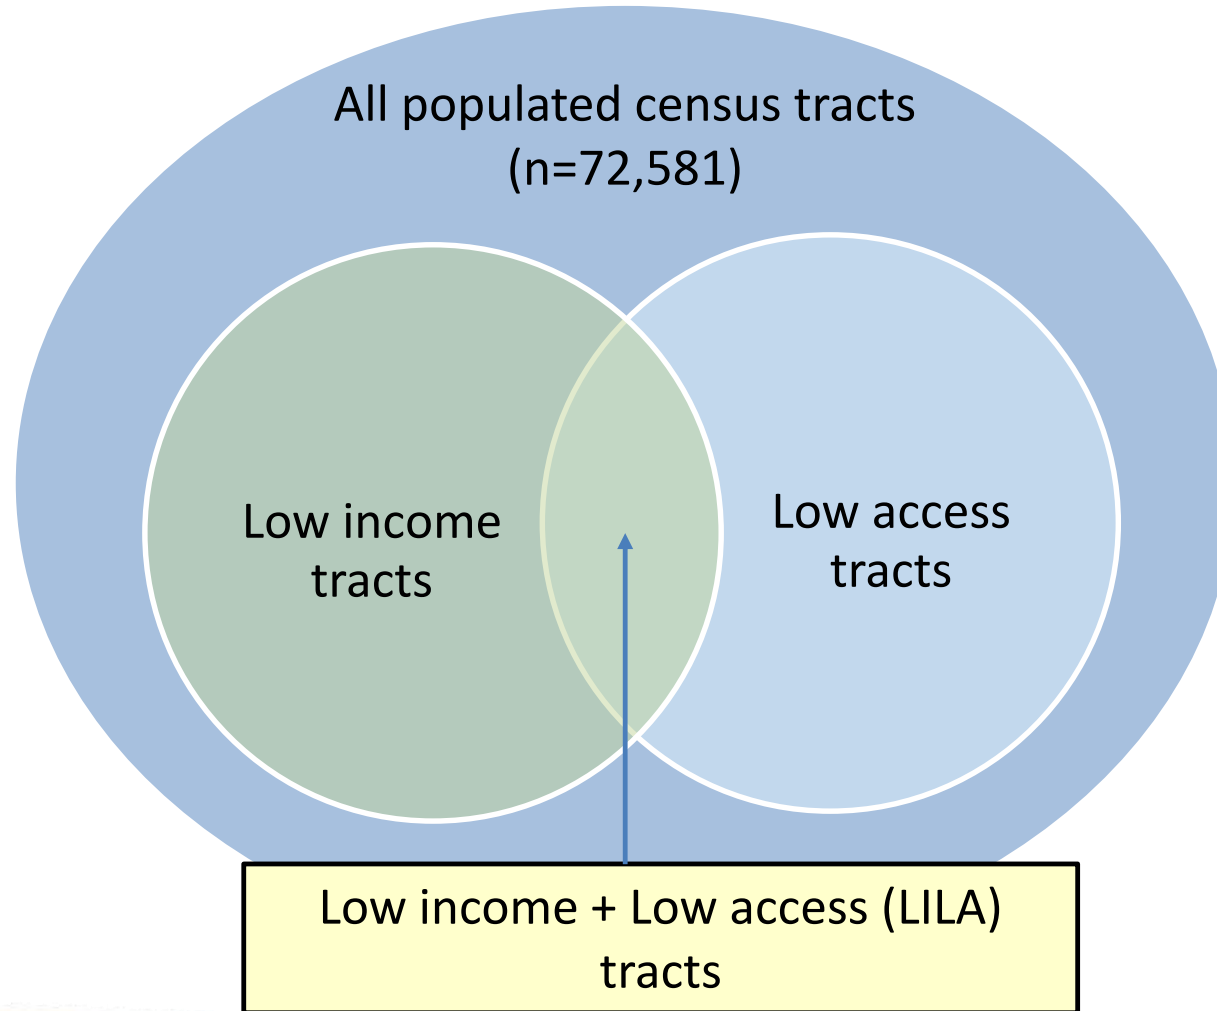 All populated census tracts
(n=72,581)
Low income
tracts
Low access
tracts
Low income + Low access (LILA)
tracts